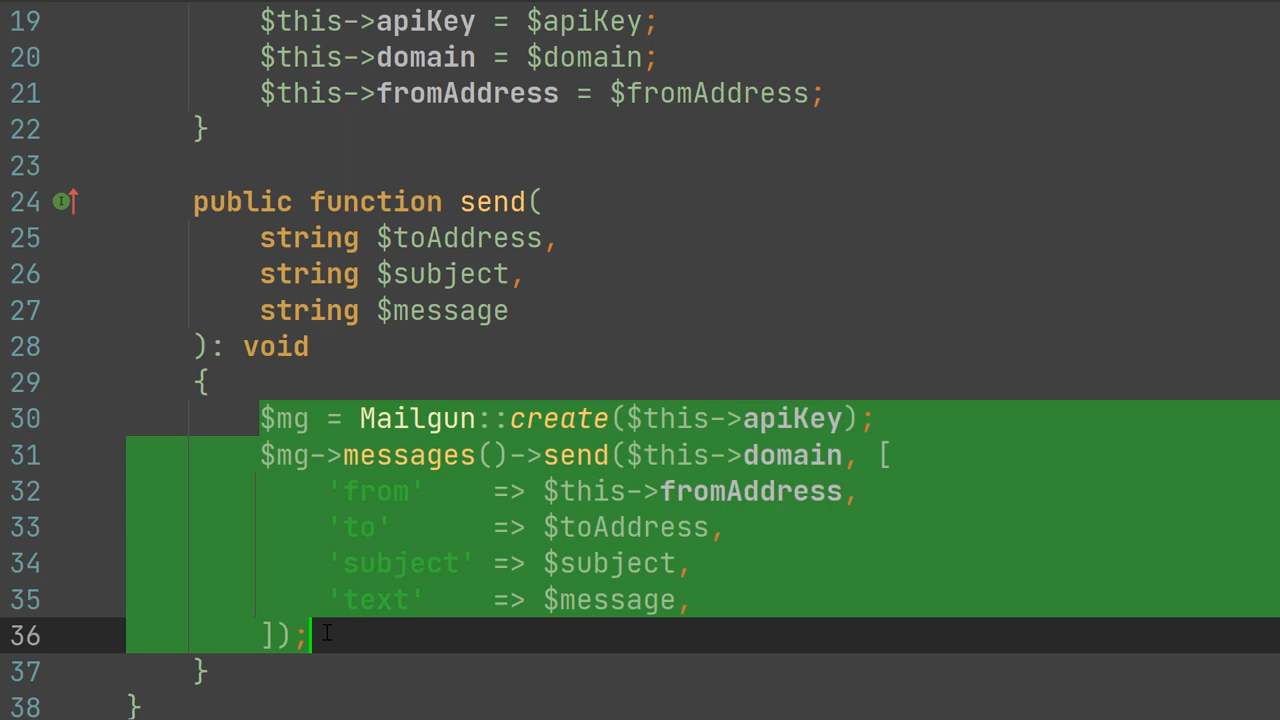 19 $this->apiKey = $apiKey;
20 $this->domain = $domain;
21 $this->fromAddress = $fromAddress;
22 }
23
24 public function send(
25 string $toAddress,
26 string $subject,
27 string $message
28 ): void
29 {
30 $mg = Mailgun::create($this->apiKey);
31 $mg->messages()->send($this->domain, [
32 'from' => $this->fromAddress,
33 'to' => $toAddress,
34 'subject' => $subject,
35 'text' => $message,
36 ]);
37 }
38 }